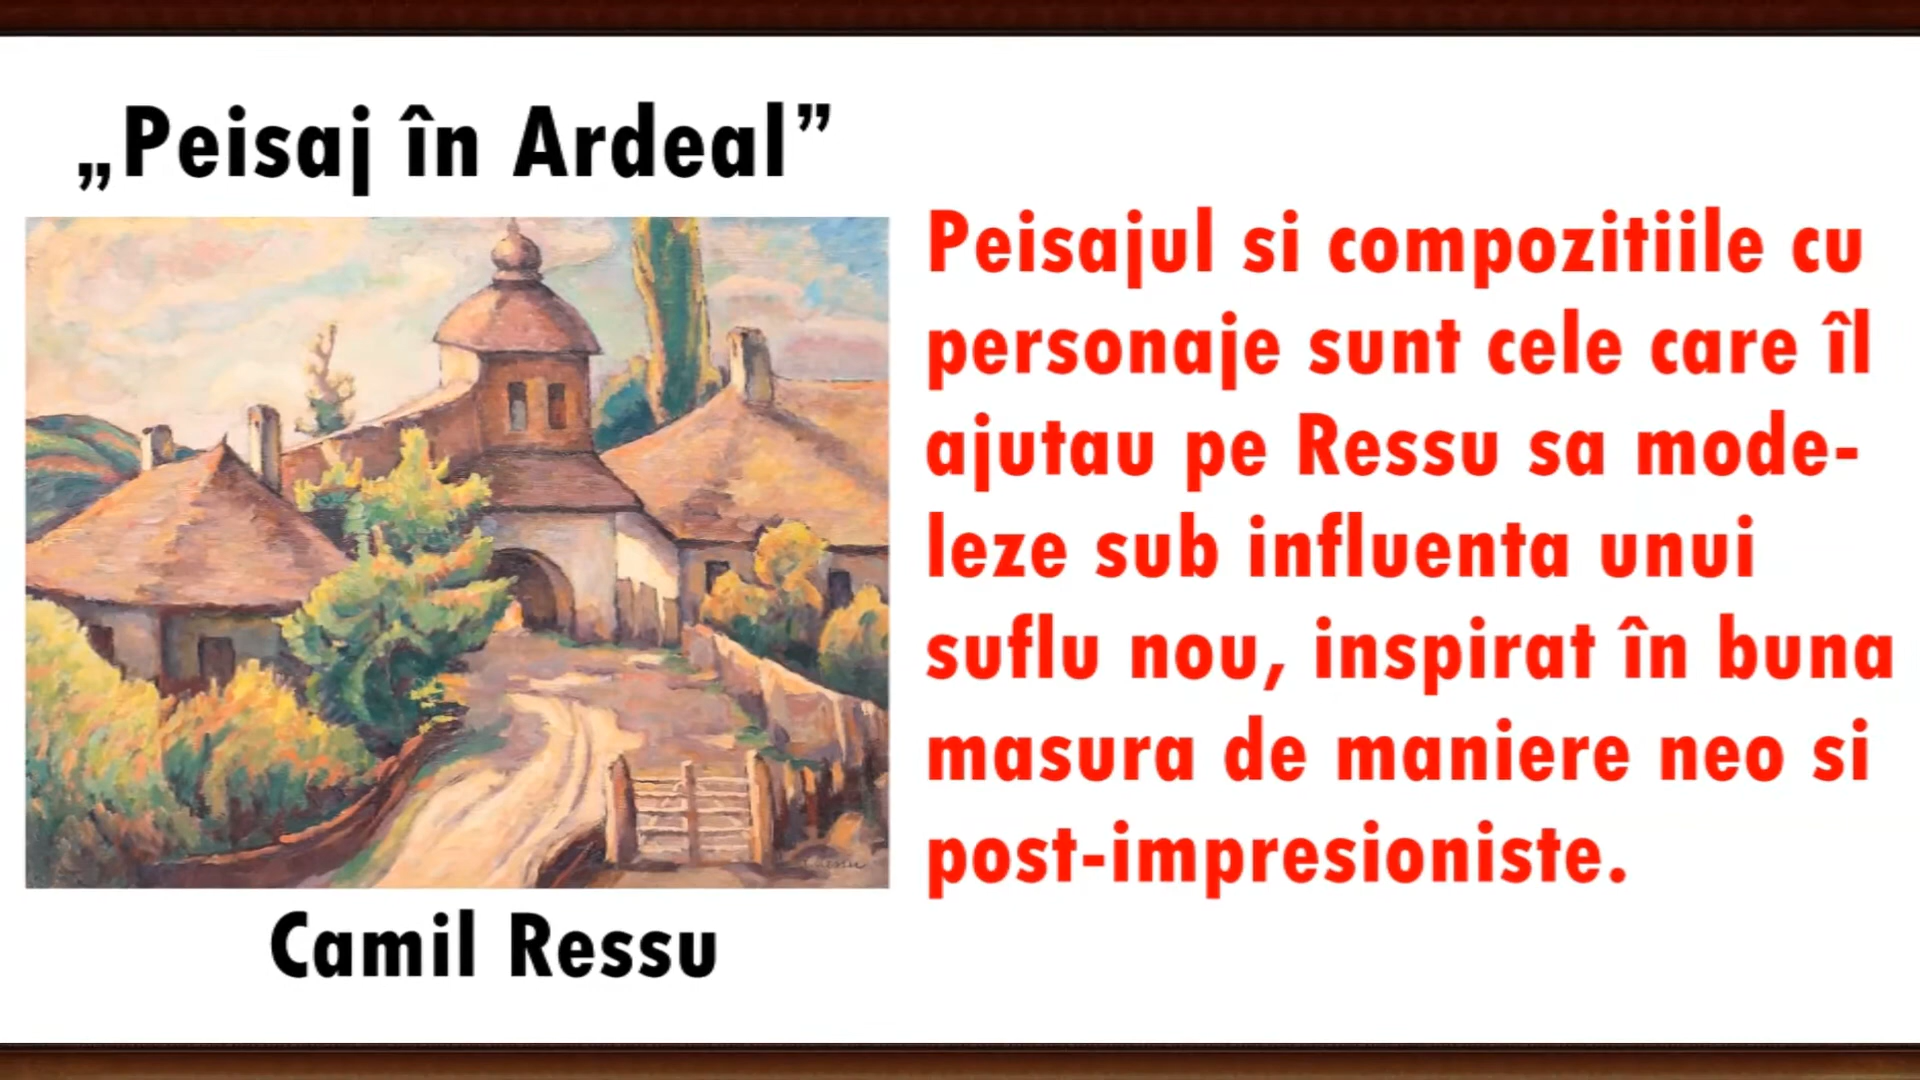 „Peisaj în Ardeal”
Peisajul si compozitiile cu
personaje sunt cele care îl
ajutau pe Ressu sa mode-
leze sub influenta unui
suflu nou, inspirat în buna
masura de maniere neo si
post-impresioniste.
Ressu
Camil Ressu